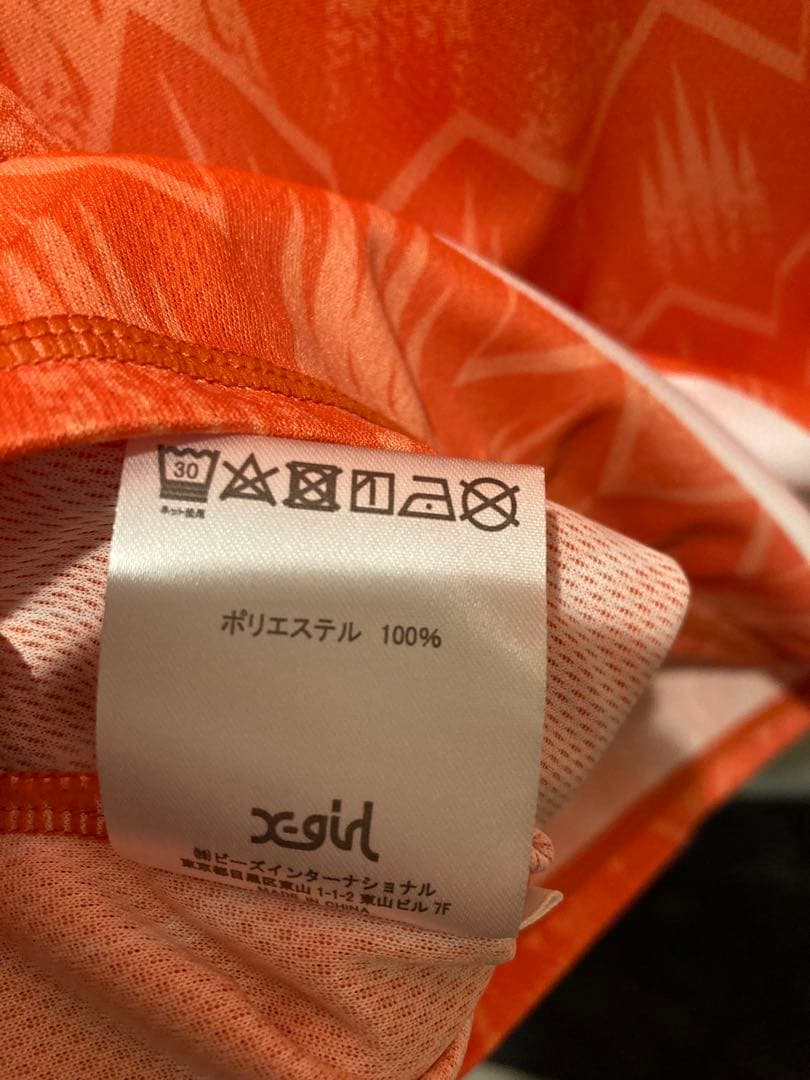 30
ネット使用
ポリエステル 100%
X-girl
㈱ビーズインターナショナル
東京都目黒区東山 1-1-2 東山ビル 7F
MADE IN CHINA